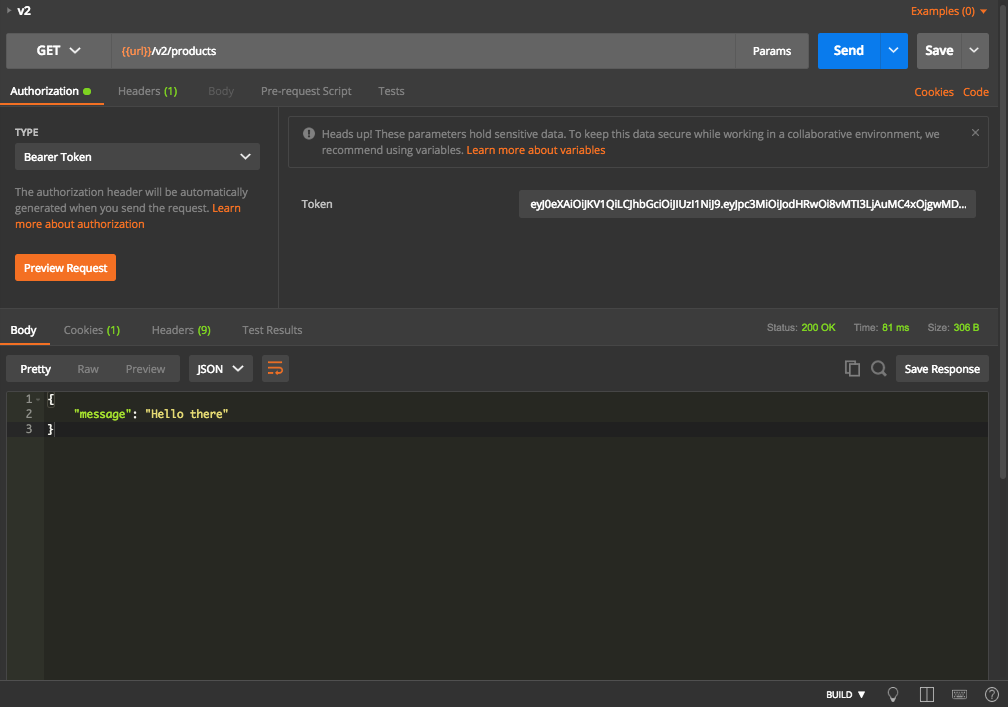 v2
Examples (0)
GET {{url}}/v2/products Params Send Save
Authorization Headers (1) Body Pre-request Script Tests Cookies Code
TYPE
Bearer Token
The authorization header will be automatically
generated when you send the request. Learn
more about authorization
Preview Request
Heads up! These parameters hold sensitive data. To keep this data secure while working in a collaborative environment, we
recommend using variables. Learn more about variables
Token eyJ0eXAiOiJKV1QiLCJhbGciOiJIUzI1NiJ9.eyJpc3MiOiJodHRwOi8vMTI3LjAuMC4xOjgwMD...
Body Cookies (1) Headers (9) Test Results Status: 200 OK Time: 81 ms Size: 306 B
Pretty Raw Preview JSON Save Response
1 {
2 "message": "Hello there"
3 }
BUILD